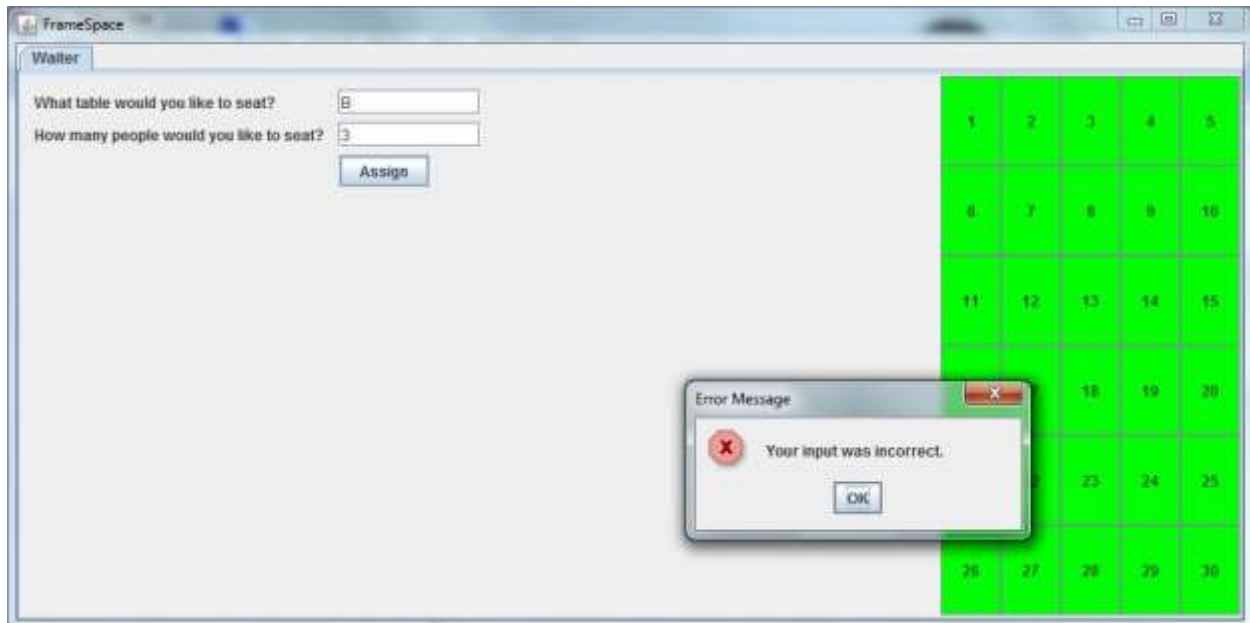 FrameSpace
Waiter
What table would you like to seat? B
How many people would you like to seat? 3
Assign
1 2 3 4 5
6 7 8 9 10
11 12 13 14 15
18 19 20
23 24 25
26 27 28 29 30
Error Message
Your input was incorrect.
OK